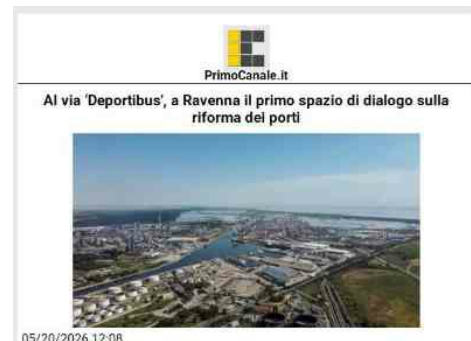 PrimoCanale.it
Al via 'Deportibus', a Ravenna il primo spazio di dialogo sulla
riforma dei porti
05/20/2026 12:08